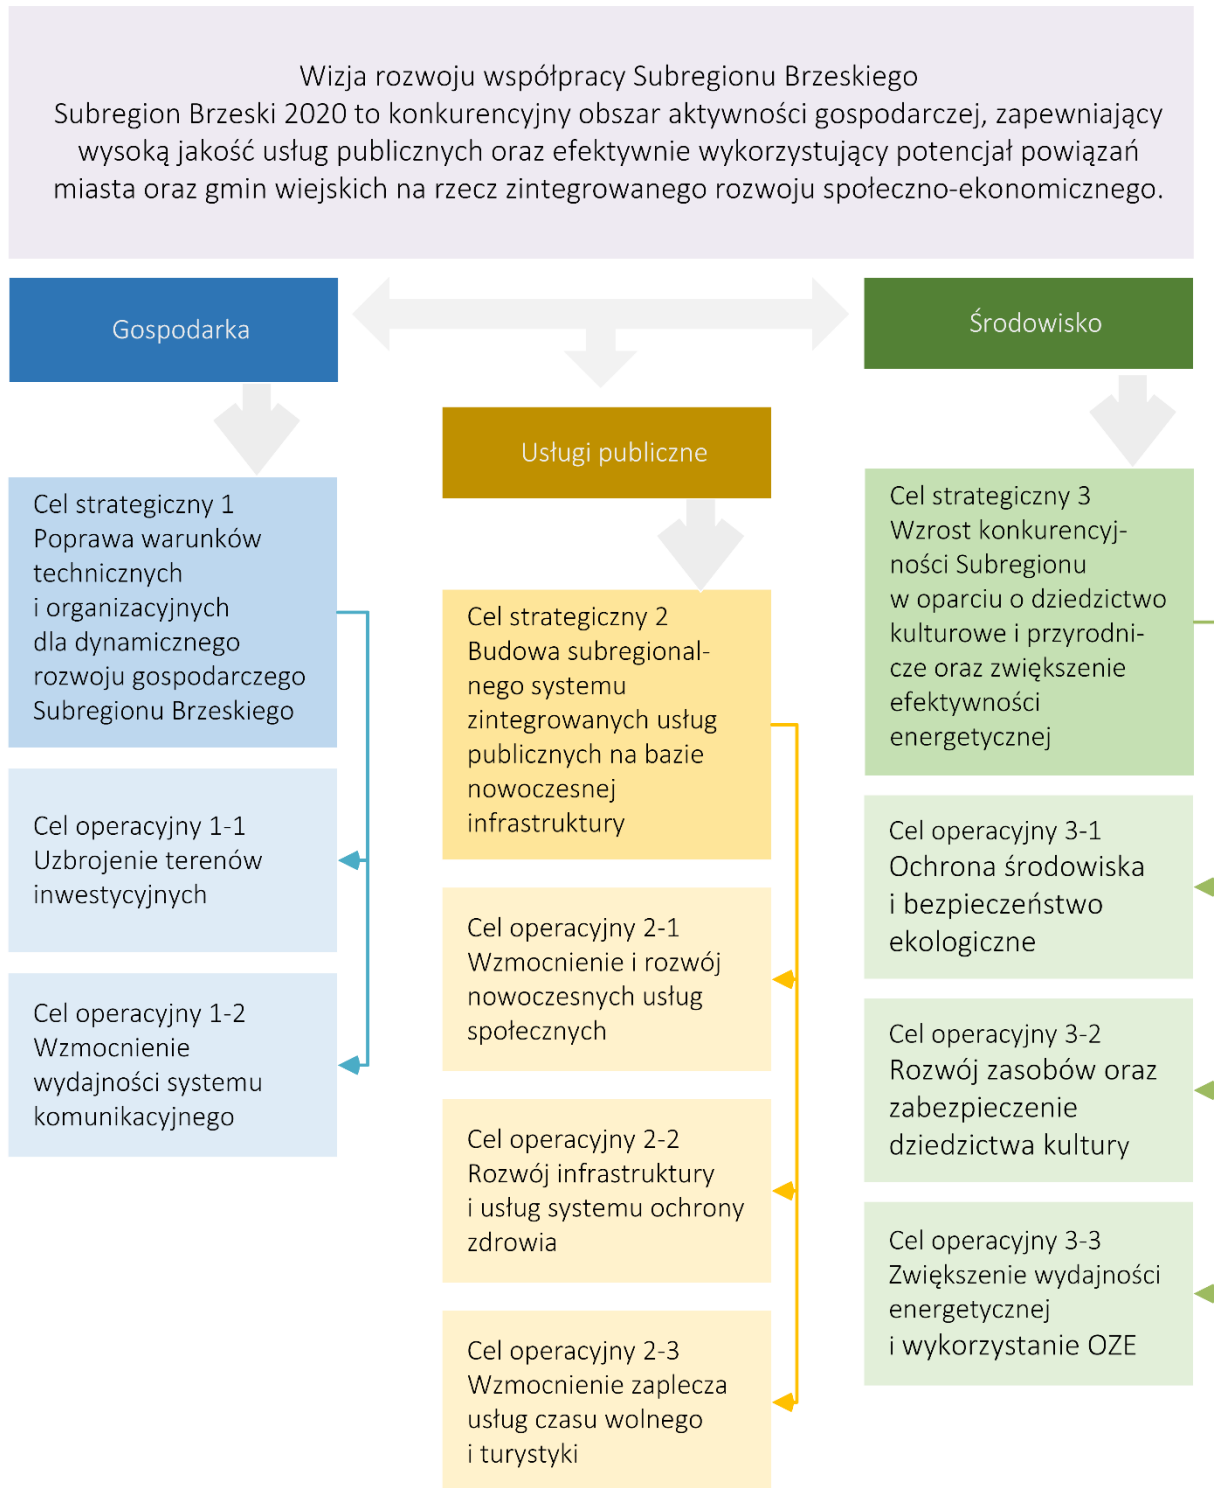 Wizja rozwoju współpracy Subregionu Brzeskiego
Subregion Brzeski 2020 to konkurencyjny obszar aktywności gospodarczej, zapewniający
wysoką jakość usług publicznych oraz efektywnie wykorzystujący potencjał powiązań
miasta oraz gmin wiejskich na rzecz zintegrowanego rozwoju społeczno-ekonomicznego.
Gospodarka
Cel strategiczny 1
Poprawa warunków
technicznych
i organizacyjnych
dla dynamicznego
rozwoju gospodarczego
Subregionu Brzeskiego
Cel operacyjny 1-1
Uzbrojenie terenów
inwestycyjnych
Cel operacyjny 1-2
Wzmocnienie
wydajności systemu
komunikacyjnego
Usługi publiczne
Cel strategiczny 2
Budowa subregional-
nego systemu
zintegrowanych usług
publicznych na bazie
nowoczesnej
infrastruktury
Cel operacyjny 2-1
Wzmocnienie i rozwój
nowoczesnych usług
społecznych
Cel operacyjny 2-2
Rozwój infrastruktury
i usług systemu ochrony
zdrowia
Cel operacyjny 2-3
Wzmocnienie zaplecza
usług czasu wolnego
i turystyki
Środowisko
Cel strategiczny 3
Wzrost konkurencyj-
ności Subregionu
w oparciu o dziedzictwo
kulturowe i przyrodni-
cze oraz zwiększenie
efektywności
energetycznej
Cel operacyjny 3-1
Ochrona środowiska
i bezpieczeństwo
ekologiczne
Cel operacyjny 3-2
Rozwój zasobów oraz
zabezpieczenie
dziedzictwa kultury
Cel operacyjny 3-3
Zwiększenie wydajności
energetycznej
i wykorzystanie OZE